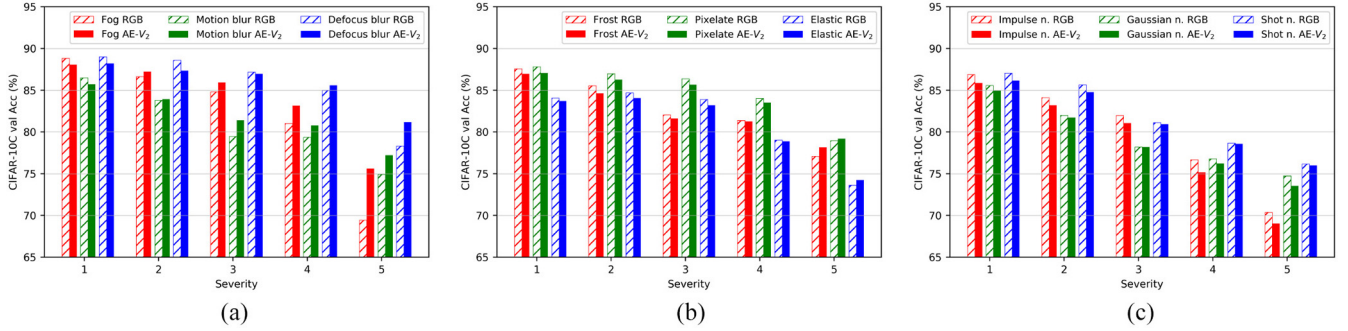 95
90
85
80
75
70
65
CIFAR-10C val Acc (%)
Fog RGB
Fog AE-V₂
Motion blur RGB
Motion blur AE-V₂
Defocus blur RGB
Defocus blur AE-V₂
1 2 3 4 5
Severity
(a)
95
90
85
80
75
70
65
CIFAR-10C val Acc (%)
Frost RGB
Frost AE-V₂
Pixelate RGB
Pixelate AE-V₂
Elastic RGB
Elastic AE-V₂
1 2 3 4 5
Severity
(b)
95
90
85
80
75
70
65
CIFAR-10C val Acc (%)
Impulse n. RGB
Impulse n. AE-V₂
Gaussian n. RGB
Gaussian n. AE-V₂
Shot n. RGB
Shot n. AE-V₂
1 2 3 4 5
Severity
(c)